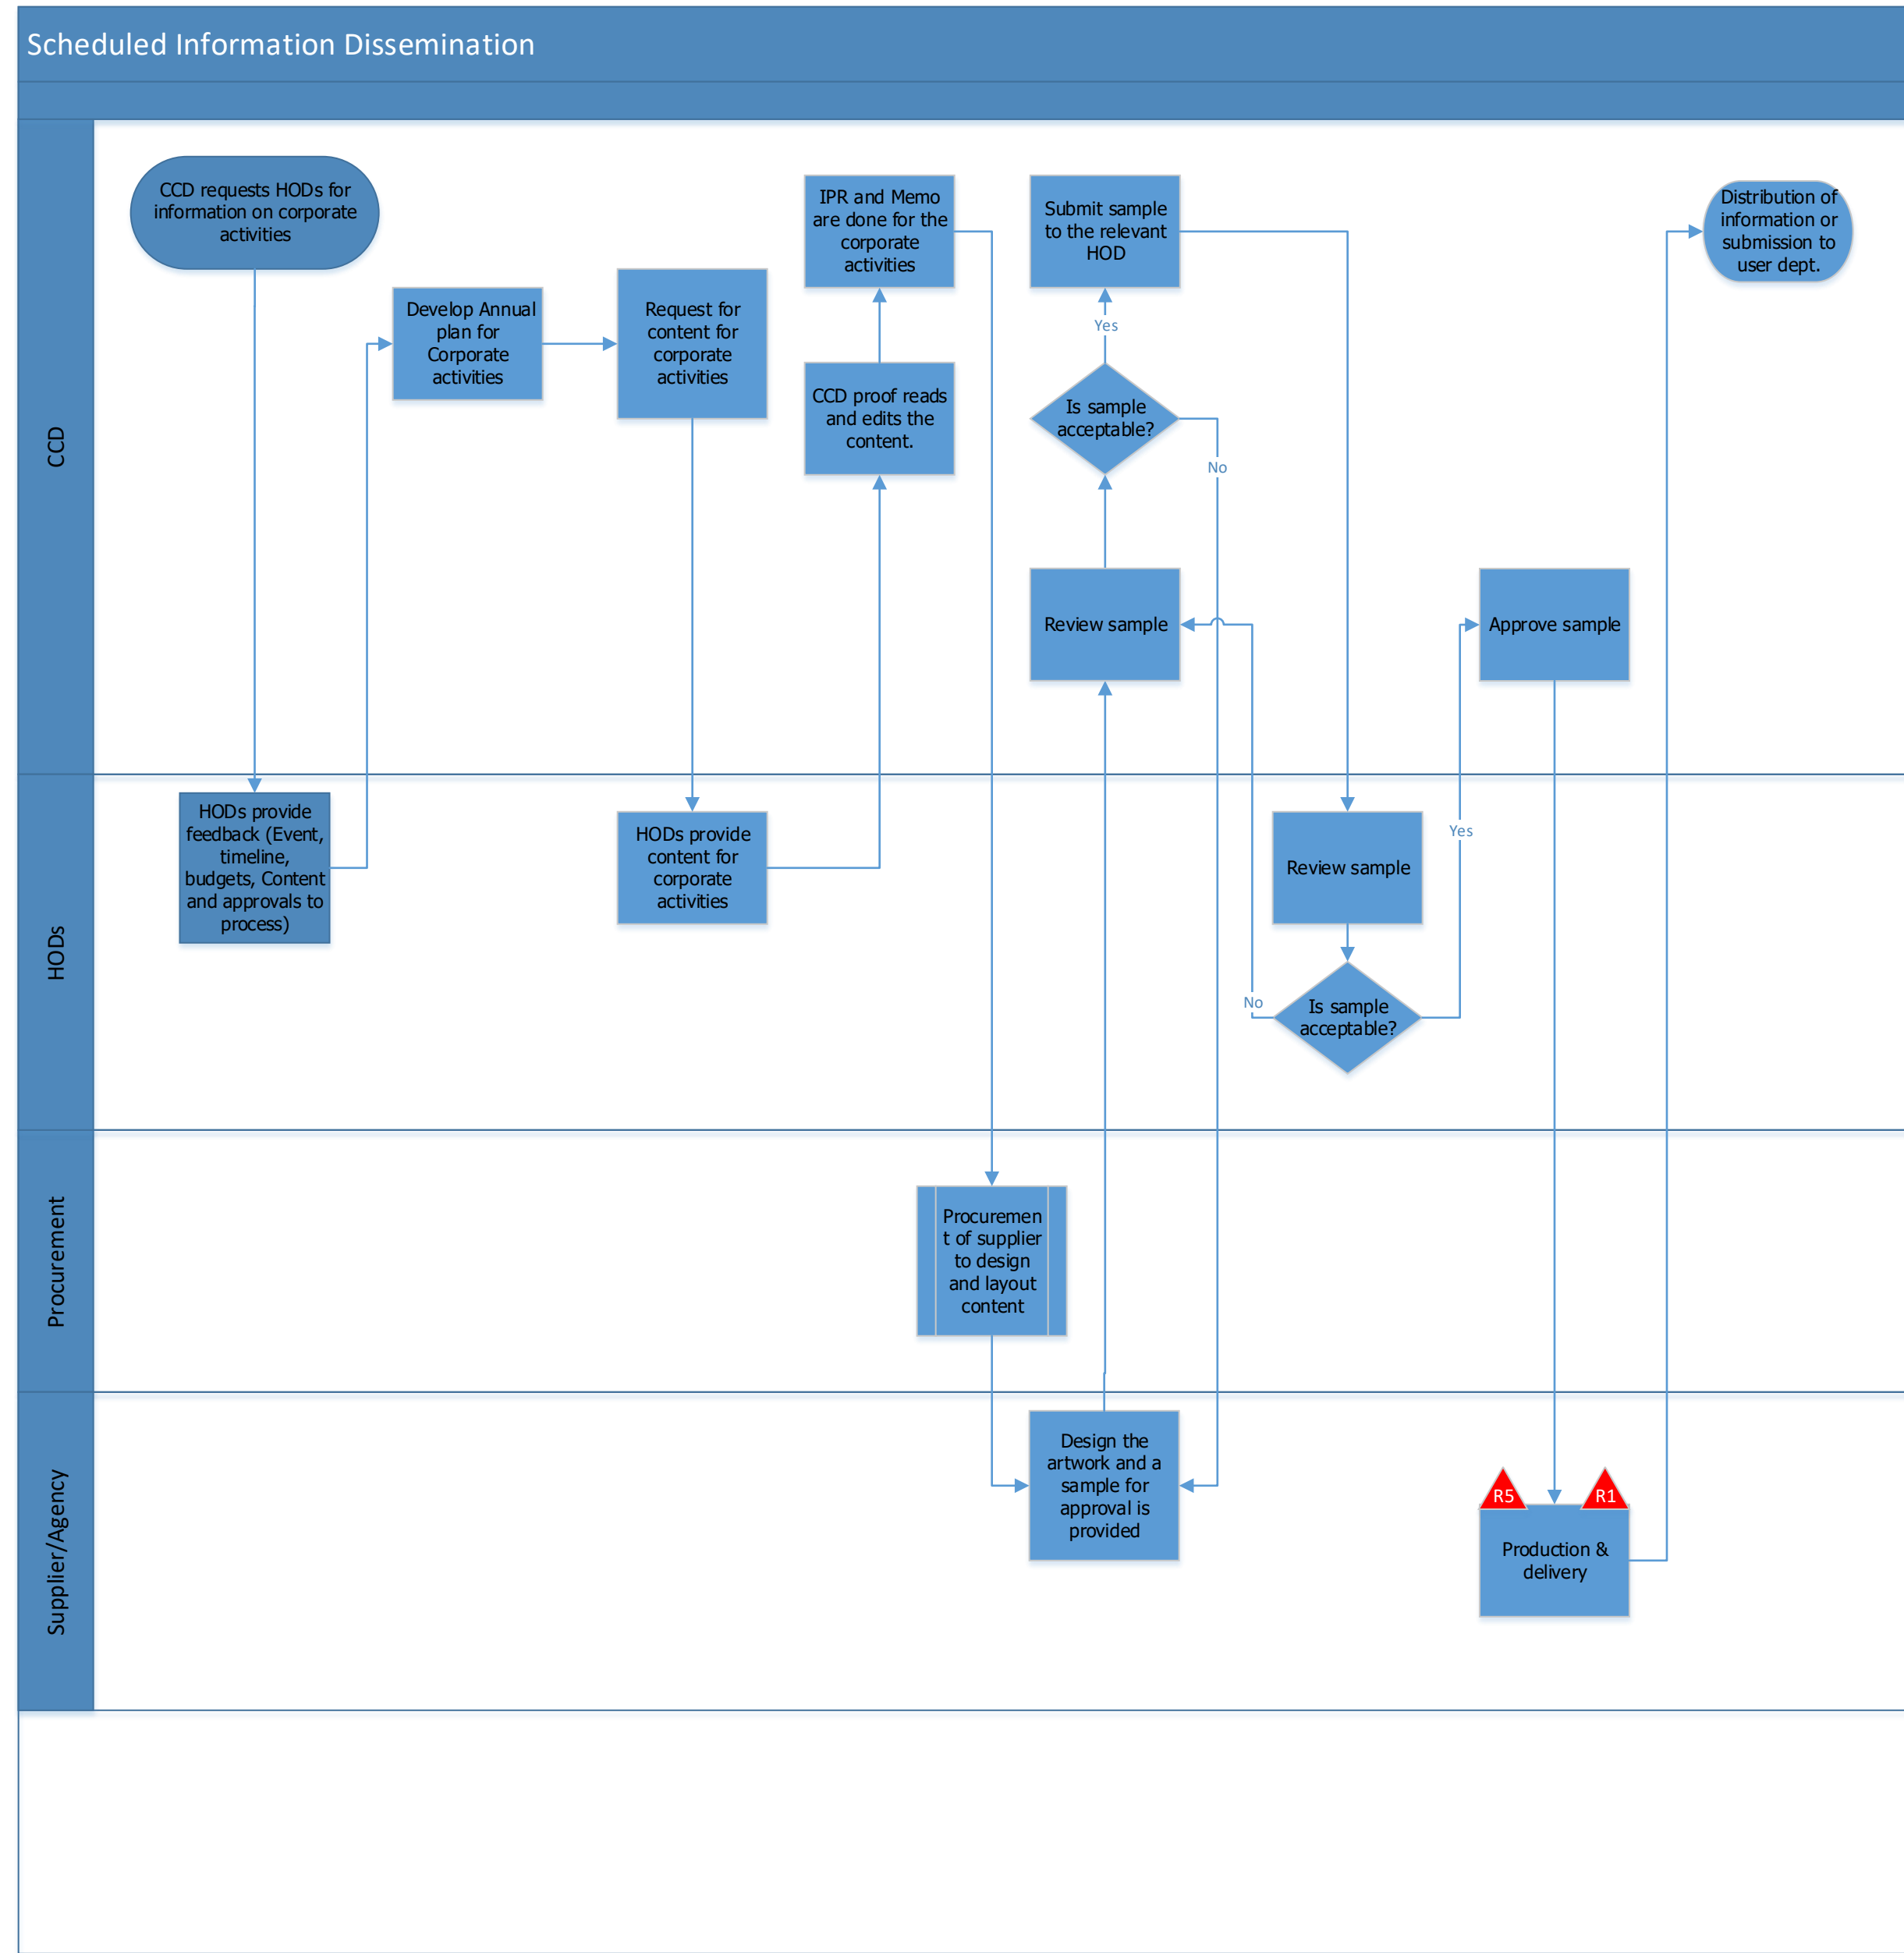 Scheduled Information Dissemination
CCD
CCD requests HODs for
information on corporate
activities
Develop Annual
plan for
Corporate
activities
Request for
content for
corporate
activities
IPR and Memo
are done for the
corporate
activities
CCD proof reads
and edits the
content.
Submit sample
to the relevant
HOD
Yes
Is sample
acceptable?
No
Review sample
Approve sample
Distribution of
information or
submission to
user dept.
HODs
HODs provide
feedback (Event,
timeline,
budgets, Content
and approvals to
process)
HODs provide
content for
corporate
activities
Review sample
Is sample
acceptable?
No
Yes
Procurement
Procuremen
t of supplier
to design
and layout
content
Supplier/Agency
Design the
artwork and a
sample for
approval is
provided
R5
R1
Production &
delivery